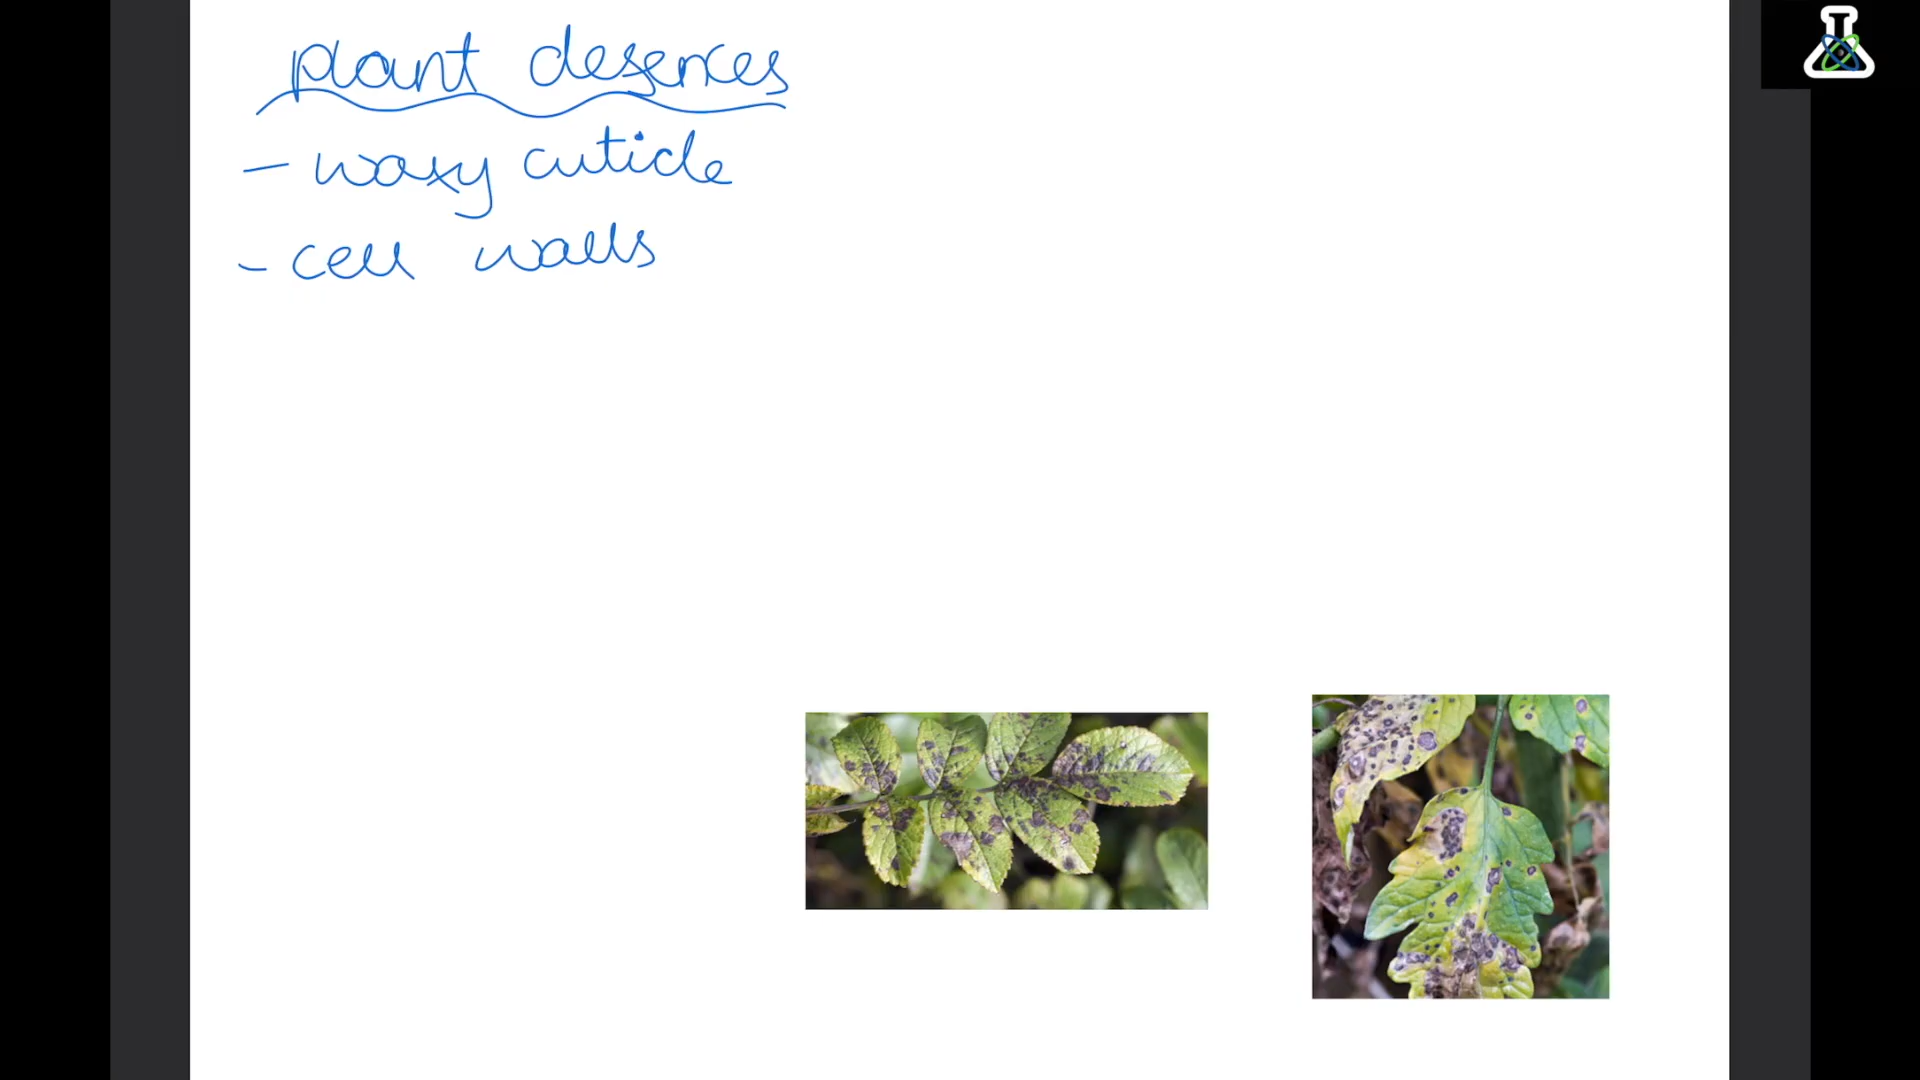 plant defences
- waxy cuticle
- cell walls